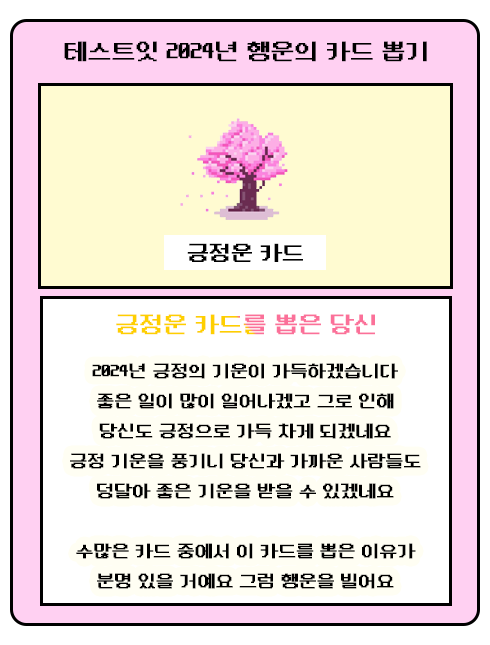 테스트잇 2024년 행운의 카드 뽑기
긍정운 카드
긍정운 카드를 뽑은 당신
2024년 긍정의 기운이 가득하겠습니다
좋은 일이 많이 일어나겠고 그로 인해
당신도 긍정으로 가득 차게 되겠네요
긍정 기운을 풍기니 당신과 가까운 사람들도
덩달아 좋은 기운을 받을 수 있겠네요
수많은 카드 중에서 이 카드를 뽑은 이유가
분명 있을 거예요 그럼 행운을 빌어요